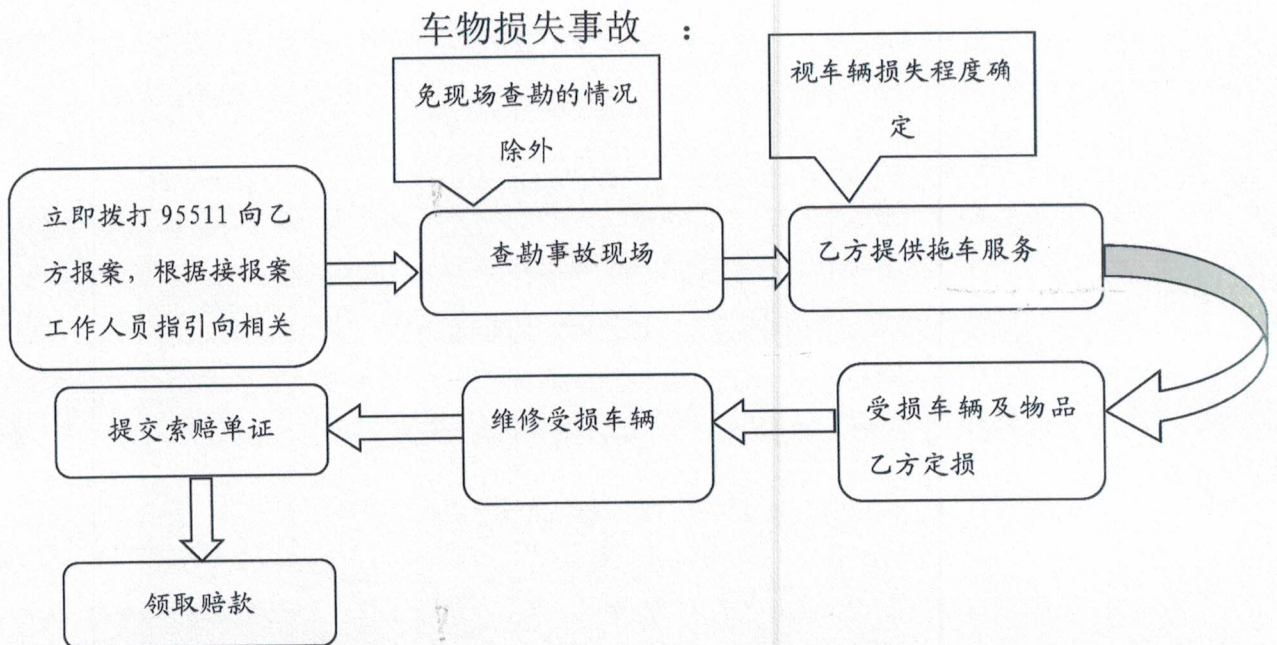 车物损失事故 :
免现场查勘的情况
除外
视车辆损失程度确
定
立即拨打 95511 向乙
方报案，根据接报案
工作人员指引向相关
查勘事故现场
乙方提供拖车服务
受损车辆及物品
乙方定损
维修受损车辆
提交索赔单证
领取赔款